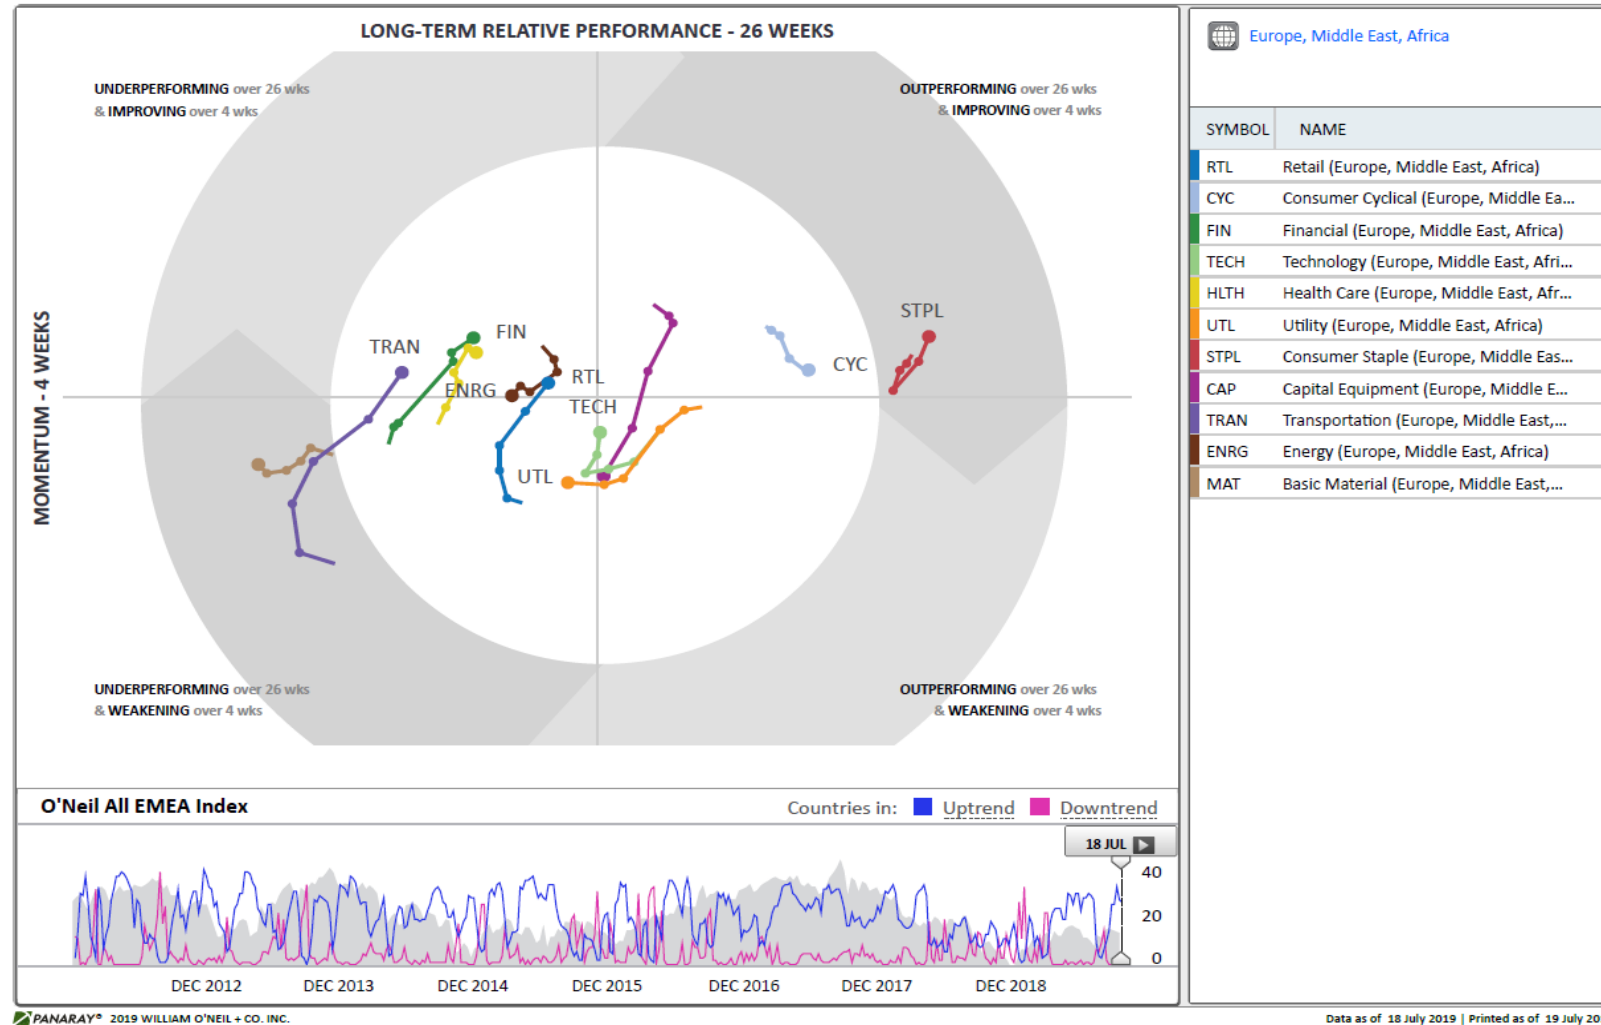 LONG-TERM RELATIVE PERFORMANCE - 26 WEEKS
UNDERPERFORMING over 26 wks
& IMPROVING over 4 wks
OUTPERFORMING over 26 wks
& IMPROVING over 4 wks
MOMENTUM - 4 WEEKS
STPL
FIN
TRAN
CYC
RTL
ENRG
TECH
UTL
UNDERPERFORMING over 26 wks
& WEAKENING over 4 wks
OUTPERFORMING over 26 wks
& WEAKENING over 4 wks
Europe, Middle East, Africa
SYMBOL NAME
RTL Retail (Europe, Middle East, Africa)
CYC Consumer Cyclical (Europe, Middle Ea...
FIN Financial (Europe, Middle East, Africa)
TECH Technology (Europe, Middle East, Afri...
HLTH Health Care (Europe, Middle East, Afr...
UTL Utility (Europe, Middle East, Africa)
STPL Consumer Staple (Europe, Middle Eas...
CAP Capital Equipment (Europe, Middle E...
TRAN Transportation (Europe, Middle East,...
ENRG Energy (Europe, Middle East, Africa)
MAT Basic Material (Europe, Middle East,...
O'Neil All EMEA Index
Countries in: Uptrend Downtrend
18 JUL
40
20
0
DEC 2012 DEC 2013 DEC 2014 DEC 2015 DEC 2016 DEC 2017 DEC 2018
PANARAY® 2019 WILLIAM O'NEIL + CO. INC.
Data as of 18 July 2019 | Printed as of 19 July 20